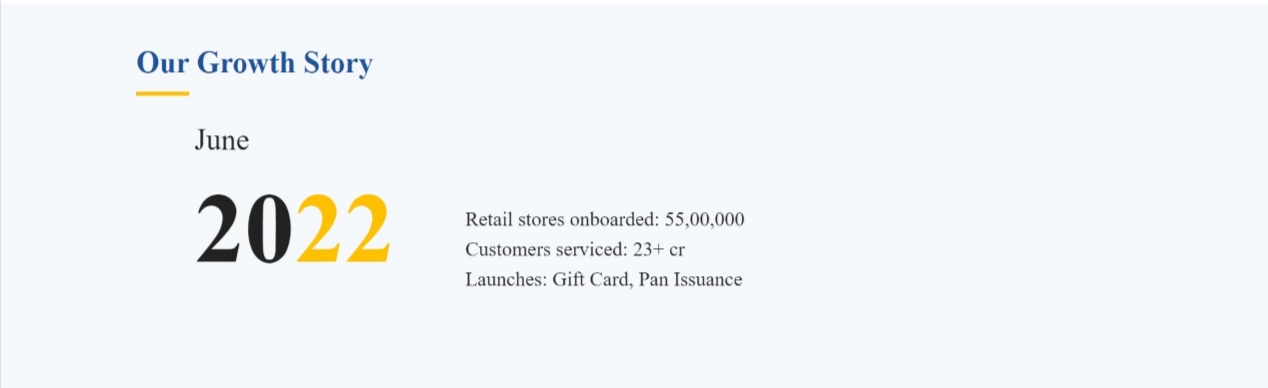 Our Growth Story
June
2022
Retail stores onboarded: 55,00,000
Customers serviced: 23+ cr
Launches: Gift Card, Pan Issuance